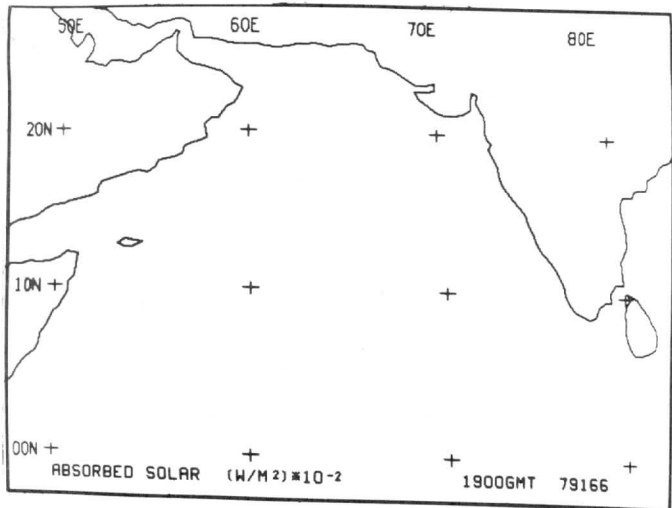 50E 60E 70E 80E
20N
10N
00N
ABSORBED SOLAR (W/M²)*10⁻² 1900GMT 79166